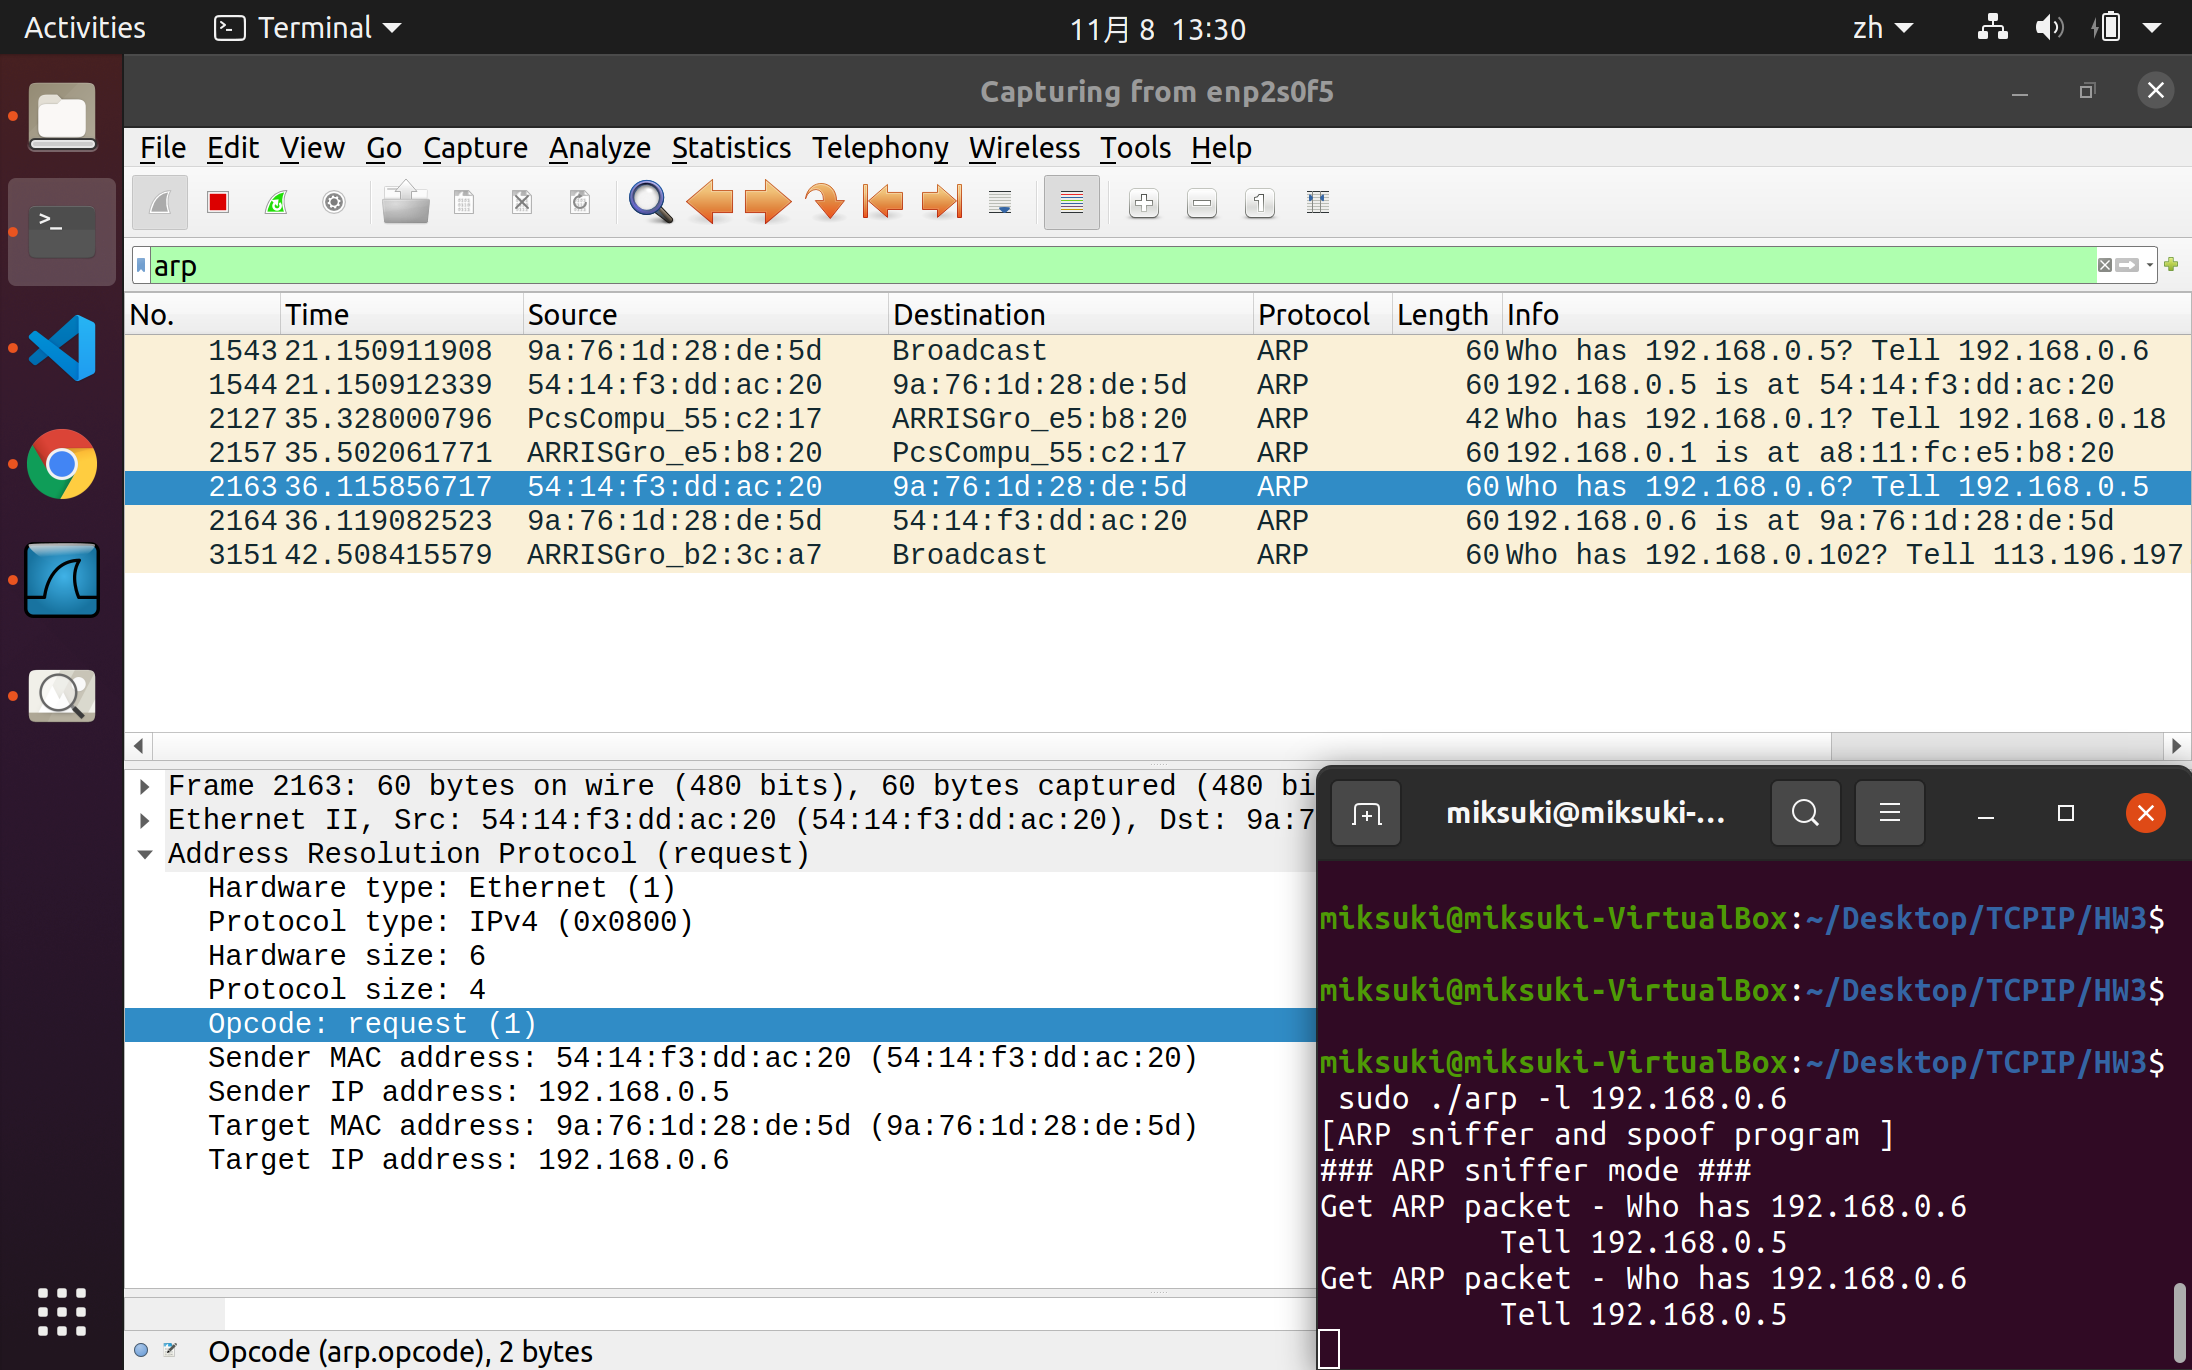 Activities Terminal 11月 8 13:30 zh
Capturing from enp2s0f5
File Edit View Go Capture Analyze Statistics Telephony Wireless Tools Help
arp
No. Time Source Destination Protocol Length Info
1543 21.150911908 9a:76:1d:28:de:5d Broadcast ARP 60 Who has 192.168.0.5? Tell 192.168.0.6
1544 21.150912339 54:14:f3:dd:ac:20 9a:76:1d:28:de:5d ARP 60 192.168.0.5 is at 54:14:f3:dd:ac:20
2127 35.328000796 PcsCompu_55:c2:17 ARRISGro_e5:b8:20 ARP 42 Who has 192.168.0.1? Tell 192.168.0.18
2157 35.502061771 ARRISGro_e5:b8:20 PcsCompu_55:c2:17 ARP 60 192.168.0.1 is at a8:11:fc:e5:b8:20
2163 36.115856717 54:14:f3:dd:ac:20 9a:76:1d:28:de:5d ARP 60 Who has 192.168.0.6? Tell 192.168.0.5
2164 36.119082523 9a:76:1d:28:de:5d 54:14:f3:dd:ac:20 ARP 60 192.168.0.6 is at 9a:76:1d:28:de:5d
3151 42.508415579 ARRISGro_b2:3c:a7 Broadcast ARP 60 Who has 192.168.0.102? Tell 113.196.197
Frame 2163: 60 bytes on wire (480 bits), 60 bytes captured (480 bi
Ethernet II, Src: 54:14:f3:dd:ac:20 (54:14:f3:dd:ac:20), Dst: 9a:7
Address Resolution Protocol (request)
Hardware type: Ethernet (1)
Protocol type: IPv4 (0x0800)
Hardware size: 6
Protocol size: 4
Opcode: request (1)
Sender MAC address: 54:14:f3:dd:ac:20 (54:14:f3:dd:ac:20)
Sender IP address: 192.168.0.5
Target MAC address: 9a:76:1d:28:de:5d (9a:76:1d:28:de:5d)
Target IP address: 192.168.0.6
Opcode (arp.opcode), 2 bytes
miksuki@miksuki-...
miksuki@miksuki-VirtualBox:~/Desktop/TCPIP/HW3$
miksuki@miksuki-VirtualBox:~/Desktop/TCPIP/HW3$
miksuki@miksuki-VirtualBox:~/Desktop/TCPIP/HW3$
sudo ./arp -l 192.168.0.6
[ARP sniffer and spoof program ]
### ARP sniffer mode ###
Get ARP packet - Who has 192.168.0.6
Tell 192.168.0.5
Get ARP packet - Who has 192.168.0.6
Tell 192.168.0.5